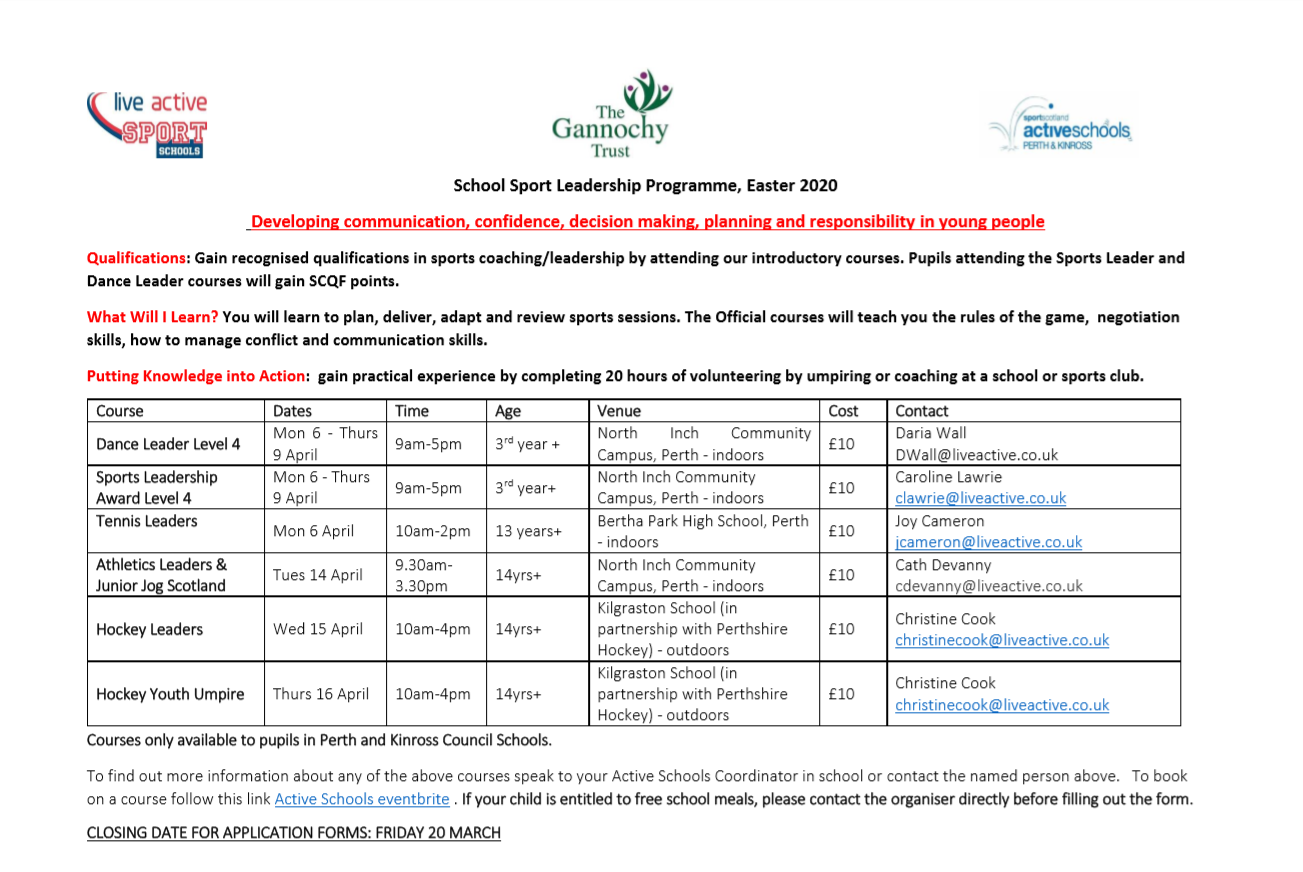 live active
SPORT
SCHOOLS
The
Gannochy
Trust
sportscotland
activeschools
PERTH & KINROSS
School Sport Leadership Programme, Easter 2020
Developing communication, confidence, decision making, planning and responsibility in young people
Qualifications: Gain recognised qualifications in sports coaching/leadership by attending our introductory courses. Pupils attending the Sports Leader and
Dance Leader courses will gain SCQF points.
What Will I Learn? You will learn to plan, deliver, adapt and review sports sessions. The Official courses will teach you the rules of the game, negotiation
skills, how to manage conflict and communication skills.
Putting Knowledge into Action: gain practical experience by completing 20 hours of volunteering by umpiring or coaching at a school or sports club.
Course Dates Time Age Venue Cost Contact
Dance Leader Level 4
Mon 6 - Thurs
9 April
9am-5pm
3rd year +
North Inch Community
Campus, Perth - indoors
£10
Daria Wall
DWall@liveactive.co.uk
Sports Leadership
Award Level 4
Mon 6 - Thurs
9 April
9am-5pm
3rd year+
North Inch Community
Campus, Perth - indoors
£10
Caroline Lawrie
clawrie@liveactive.co.uk
Tennis Leaders
Mon 6 April
10am-2pm
13 years+
Bertha Park High School, Perth
- indoors
£10
Joy Cameron
jcameron@liveactive.co.uk
Athletics Leaders &
Junior Jog Scotland
Tues 14 April
9.30am-
3.30pm
14yrs+
North Inch Community
Campus, Perth - indoors
£10
Cath Devanny
cdevanny@liveactive.co.uk
Hockey Leaders
Wed 15 April
10am-4pm
14yrs+
Kilgraston School (in
partnership with Perthshire
Hockey) - outdoors
£10
Christine Cook
christinecook@liveactive.co.uk
Hockey Youth Umpire
Thurs 16 April
10am-4pm
14yrs+
Kilgraston School (in
partnership with Perthshire
Hockey) - outdoors
£10
Christine Cook
christinecook@liveactive.co.uk
Courses only available to pupils in Perth and Kinross Council Schools.
To find out more information about any of the above courses speak to your Active Schools Coordinator in school or contact the named person above. To book
on a course follow this link Active Schools eventbrite . If your child is entitled to free school meals, please contact the organiser directly before filling out the form.
CLOSING DATE FOR APPLICATION FORMS: FRIDAY 20 MARCH